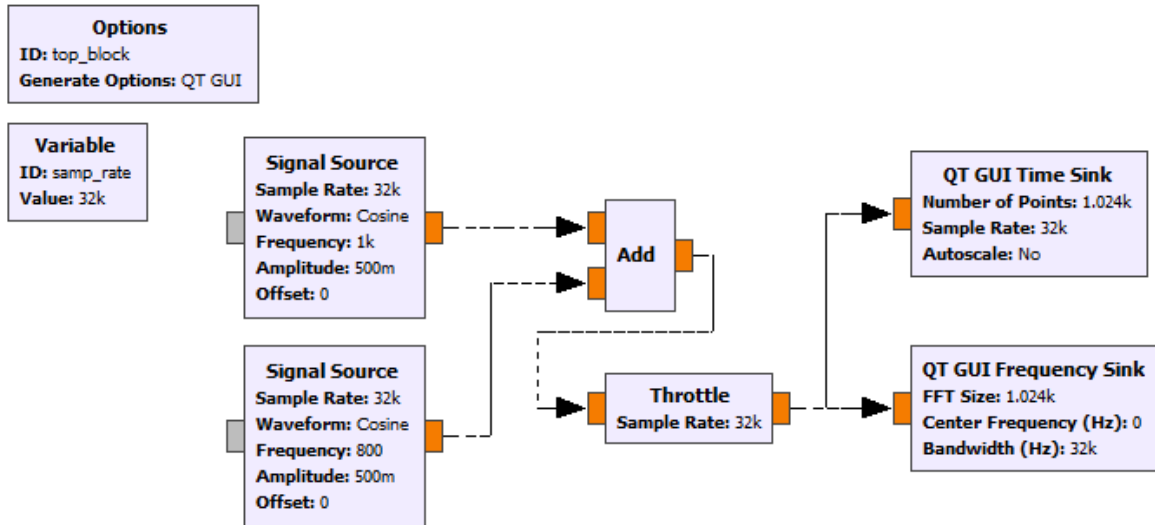 Options
ID: top_block
Generate Options: QT GUI
Variable
ID: samp_rate
Value: 32k
Signal Source
Sample Rate: 32k
Waveform: Cosine
Frequency: 1k
Amplitude: 500m
Offset: 0
Signal Source
Sample Rate: 32k
Waveform: Cosine
Frequency: 800
Amplitude: 500m
Offset: 0
Add
Throttle
Sample Rate: 32k
QT GUI Time Sink
Number of Points: 1.024k
Sample Rate: 32k
Autoscale: No
QT GUI Frequency Sink
FFT Size: 1.024k
Center Frequency (Hz): 0
Bandwidth (Hz): 32k